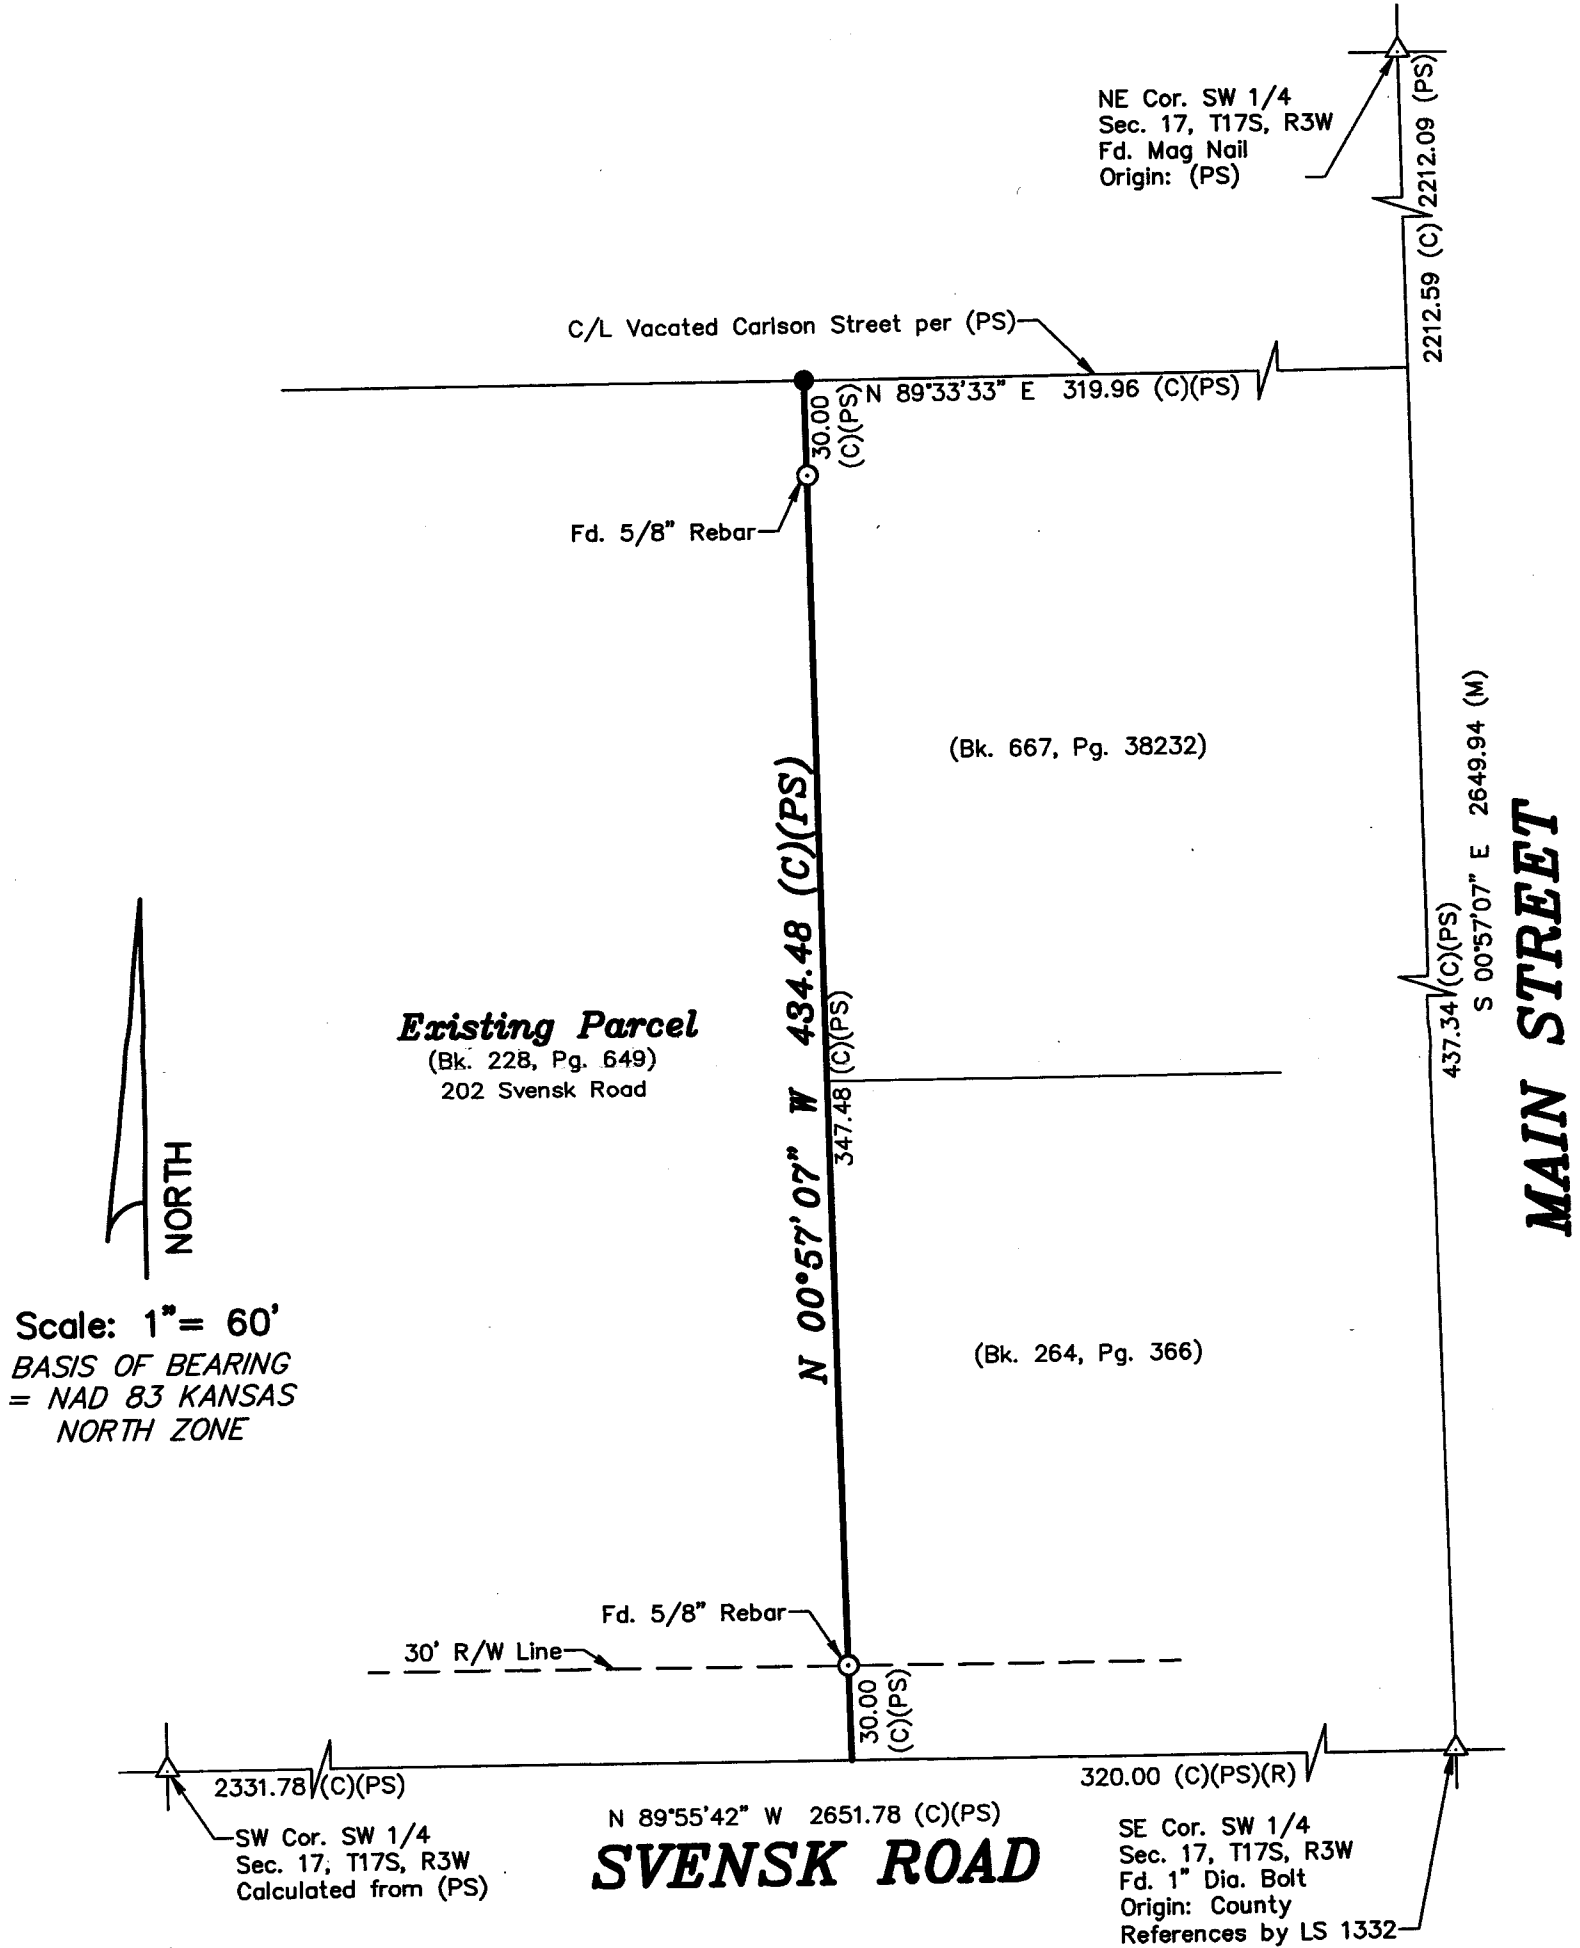 NE Cor. SW 1/4
Sec. 17, T17S, R3W
Fd. Mag Nail
Origin: (PS)
2212.59 (C) 2212.09 (PS)
C/L Vacated Carlson Street per (PS)
N 89°33'33" E 319.96 (C)(PS)
30.00
(C)(PS)
Fd. 5/8" Rebar
(Bk. 667, Pg. 38232)
S 00°57'07" E 2649.94 (M)
437.34 (C)(PS)
MAIN STREET
N 00°57'07" W 434.48 (C)(PS)
347.48 (C)(PS)
Existing Parcel
(Bk. 228, Pg. 649)
202 Svensk Road
NORTH
Scale: 1"= 60'
BASIS OF BEARING
= NAD 83 KANSAS
NORTH ZONE
(Bk. 264, Pg. 366)
Fd. 5/8" Rebar
30' R/W Line
30.00
(C)(PS)
2331.78 (C)(PS)
320.00 (C)(PS)(R)
N 89°55'42" W 2651.78 (C)(PS)
SVENSK ROAD
SW Cor. SW 1/4
Sec. 17, T17S, R3W
Calculated from (PS)
SE Cor. SW 1/4
Sec. 17, T17S, R3W
Fd. 1" Dia. Bolt
Origin: County
References by LS 1332